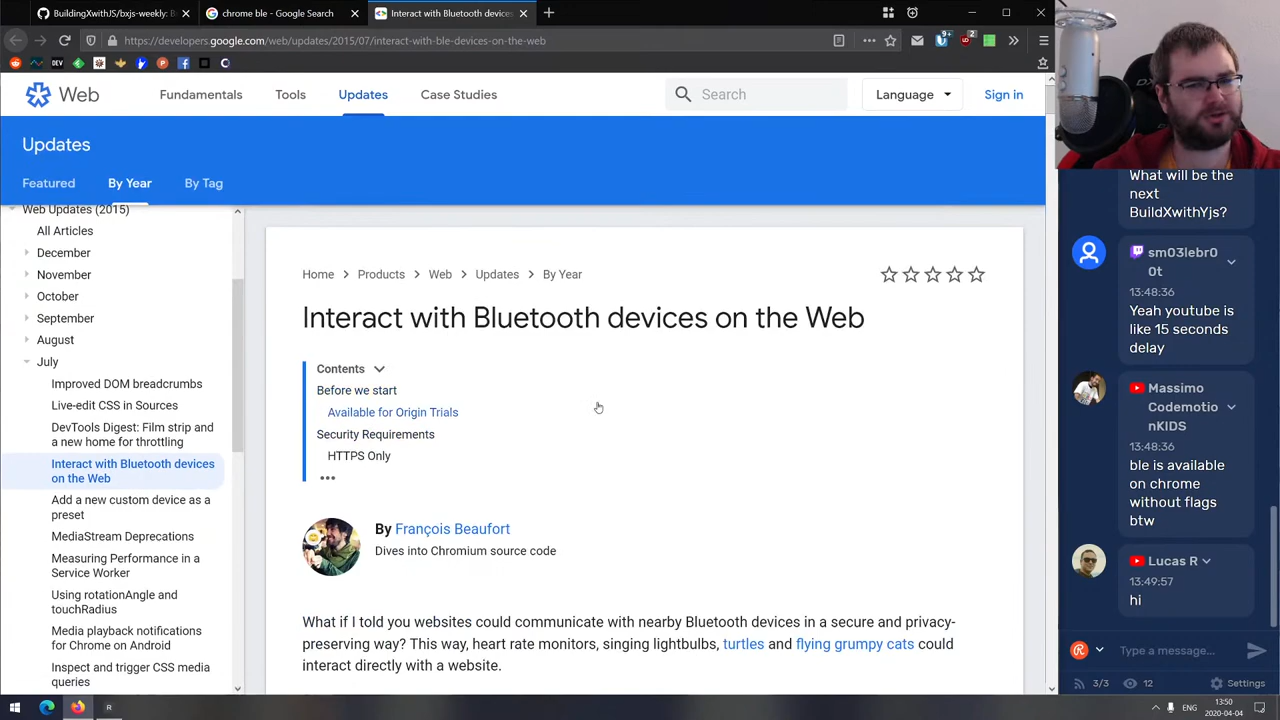 BuildingXwithJS/bxjs-weekly: B
chrome ble - Google Search
Interact with Bluetooth devices
https://developers.google.com/web/updates/2015/07/interact-with-ble-devices-on-the-web
9+
2
DEV
Web
Fundamentals
Tools
Updates
Case Studies
Search
Language
Sign in
Updates
Featured
By Year
By Tag
Web Updates (2015)
All Articles
December
November
October
September
August
July
Improved DOM breadcrumbs
Live-edit CSS in Sources
DevTools Digest: Film strip and
a new home for throttling
Interact with Bluetooth devices
on the Web
Add a new custom device as a
preset
MediaStream Deprecations
Measuring Performance in a
Service Worker
Using rotationAngle and
touchRadius
Media playback notifications
for Chrome on Android
Inspect and trigger CSS media
queries
Home
Products
Web
Updates
By Year
Interact with Bluetooth devices on the Web
Contents
Before we start
Available for Origin Trials
Security Requirements
HTTPS Only
By François Beaufort
Dives into Chromium source code
What if I told you websites could communicate with nearby Bluetooth devices in a secure and privacy-
preserving way? This way, heart rate monitors, singing lightbulbs, turtles and flying grumpy cats could
interact directly with a website.
What will be the
next
BuildXwithYjs?
sm03lebr0
0t
13:48:36
Yeah youtube is
like 15 seconds
delay
Massimo
Codemotio
nKIDS
13:48:36
ble is available
on chrome
without flags
btw
Lucas R
13:49:57
hi
Type a message...
3/3
12
Settings
ENG
13:50
2020-04-04